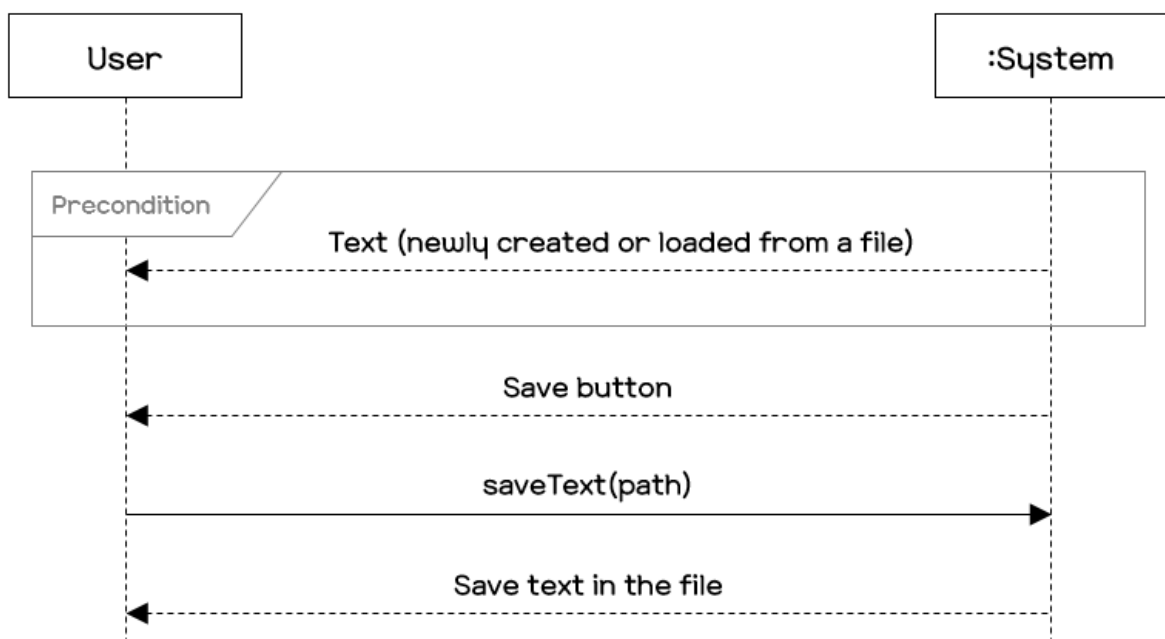 User
:System
Precondition
Text (newly created or loaded from a file)
Save button
saveText(path)
Save text in the file